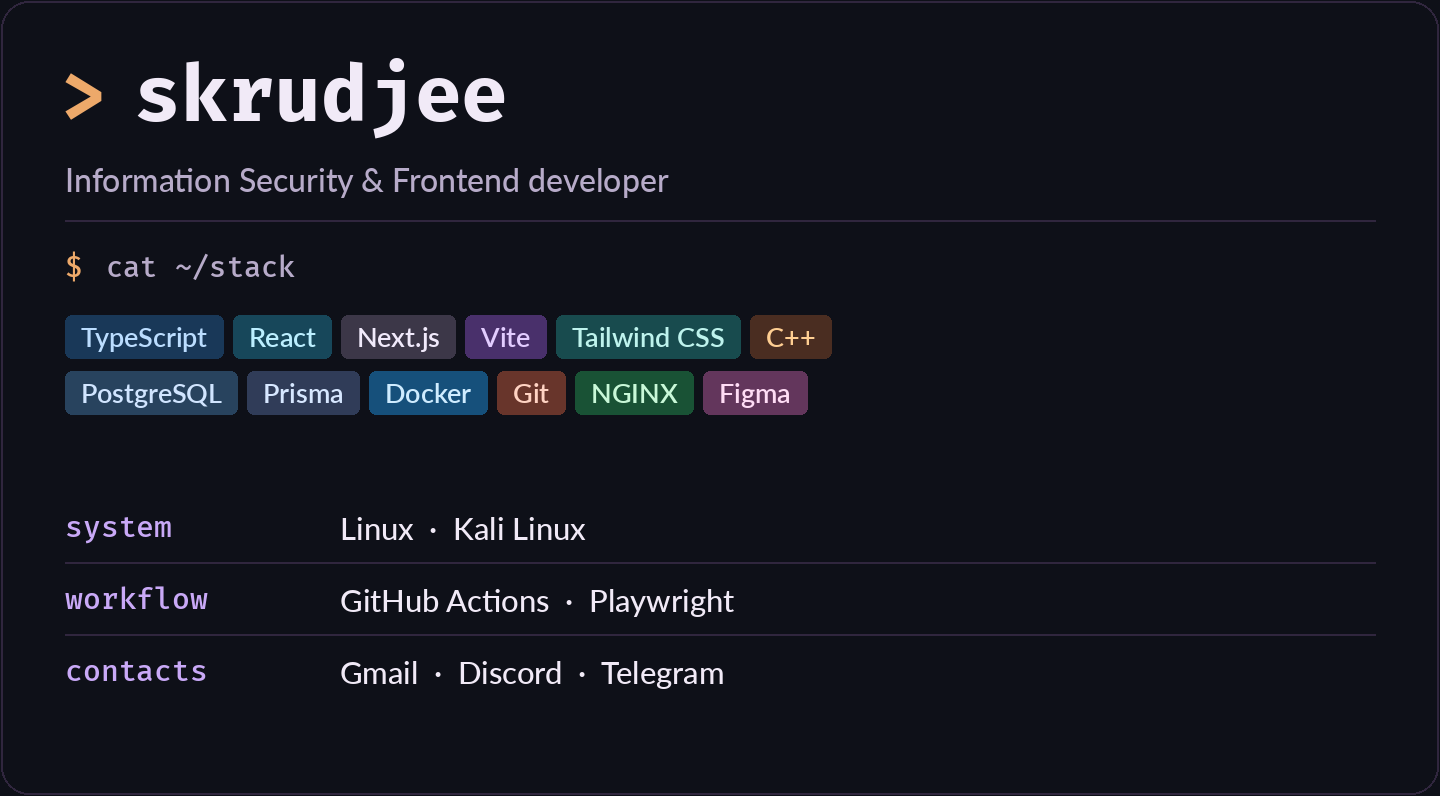 > skrudjee
Information Security & Frontend developer
$ cat ~/stack
TypeScript React Next.js Vite Tailwind CSS C++
PostgreSQL Prisma Docker Git NGINX Figma
system Linux · Kali Linux
workflow GitHub Actions · Playwright
contacts Gmail · Discord · Telegram